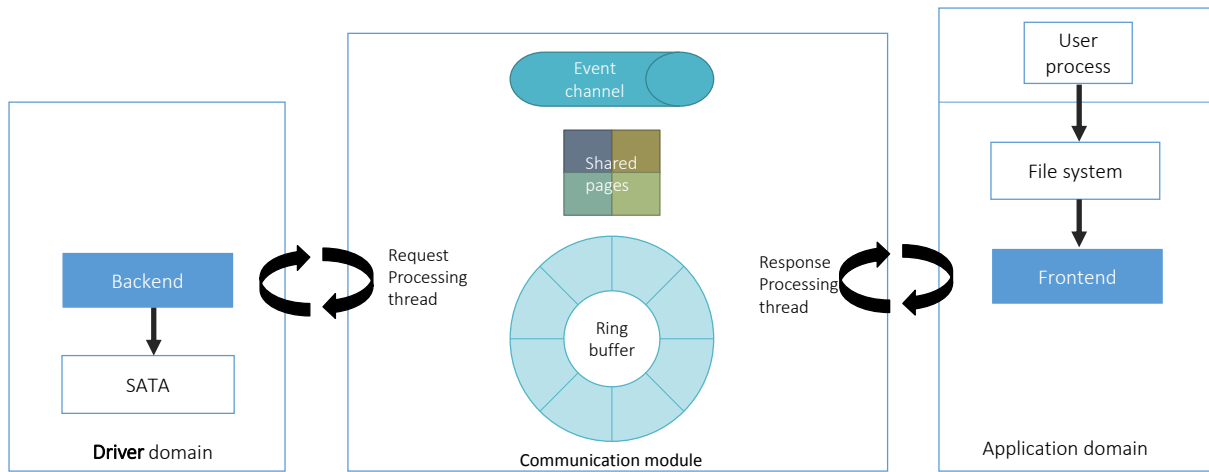 Backend
SATA
Driver domain
Event
channel
Shared
pages
Request
Processing
thread
Ring
buffer
Response
Processing
thread
Communication module
User
process
File system
Frontend
Application domain